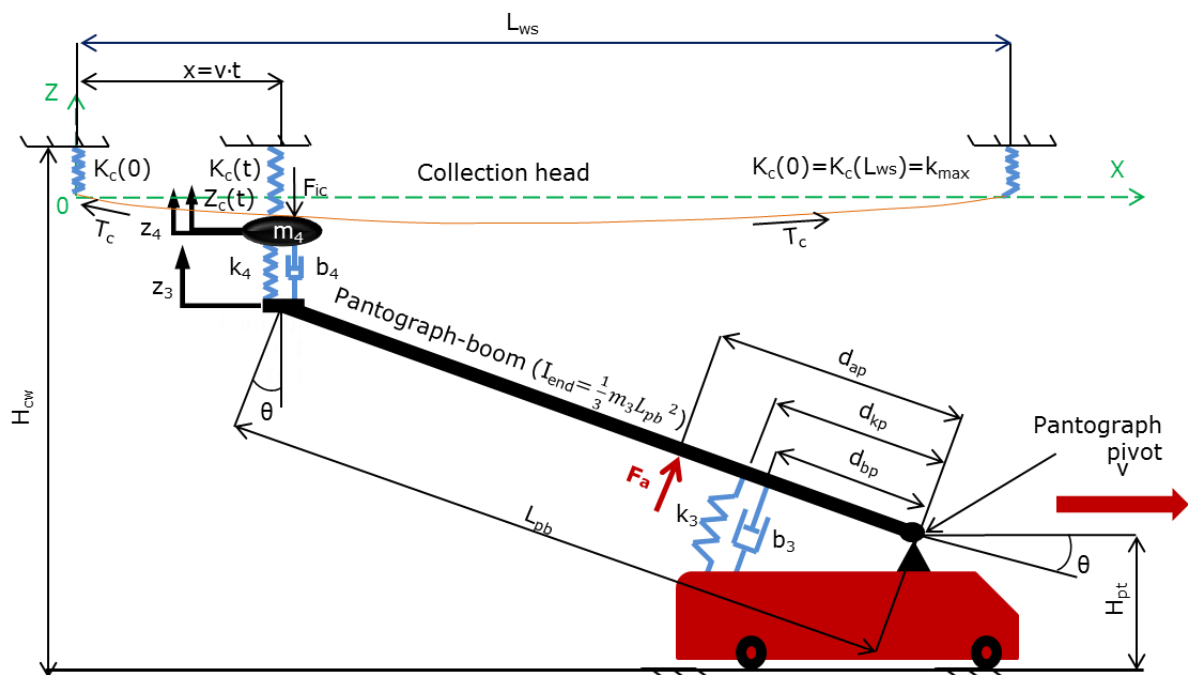 L_ws
x=v·t
Z
K_c(0)
K_c(t)
F_ic
Collection head
K_c(0)=K_c(L_ws)=k_max
X
0
T_c
Z_c(t)
z_4
m_4
T_c
k_4
b_4
z_3
Pantograph-boom (I_end=1/3 m_3 L_pb ²)
d_ap
H_cw
θ
d_kp
Pantograph
pivot
d_bp
v
F_a
k_3
L_pb
b_3
θ
H_pt